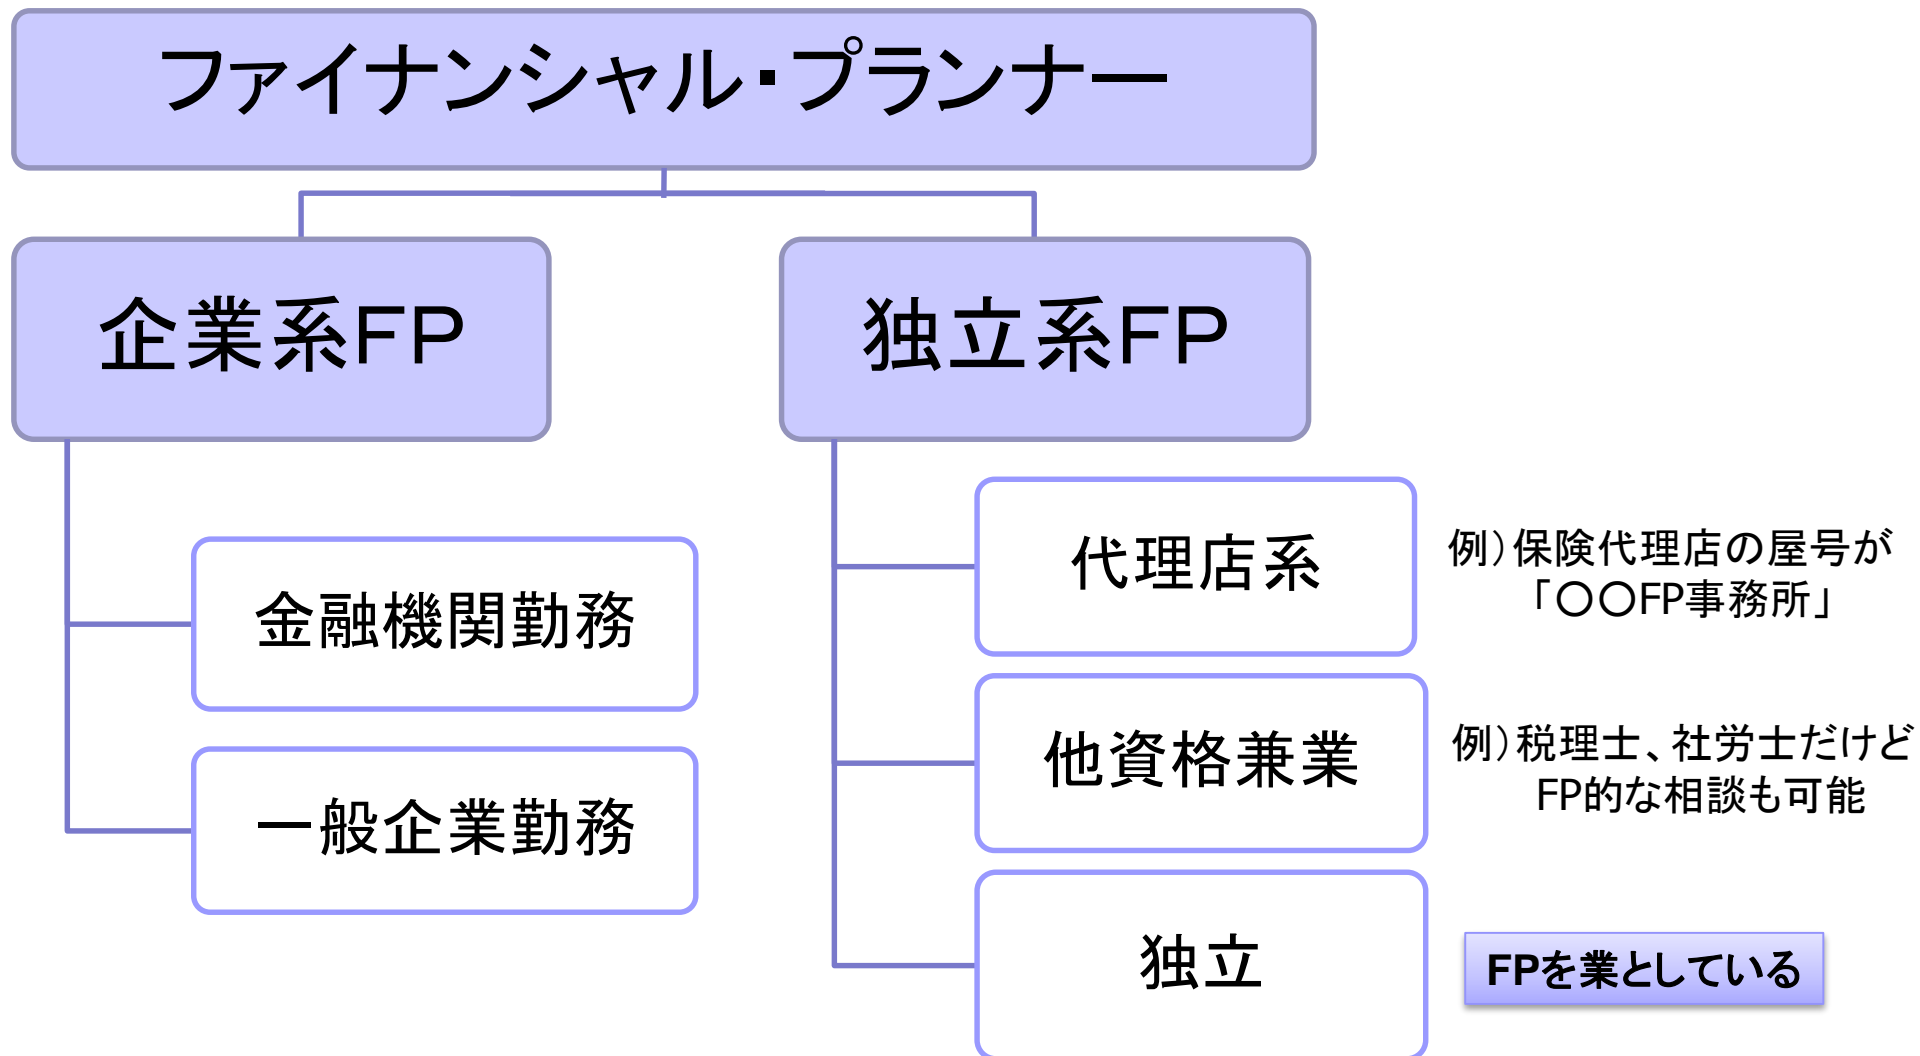 ファイナンシャル・プランナー
企業系FP
独立系FP
金融機関勤務
一般企業勤務
代理店系
例）保険代理店の屋号が
「〇〇FP事務所」
他資格兼業
例）税理士、社労士だけど
FP的な相談も可能
独立
FPを業としている